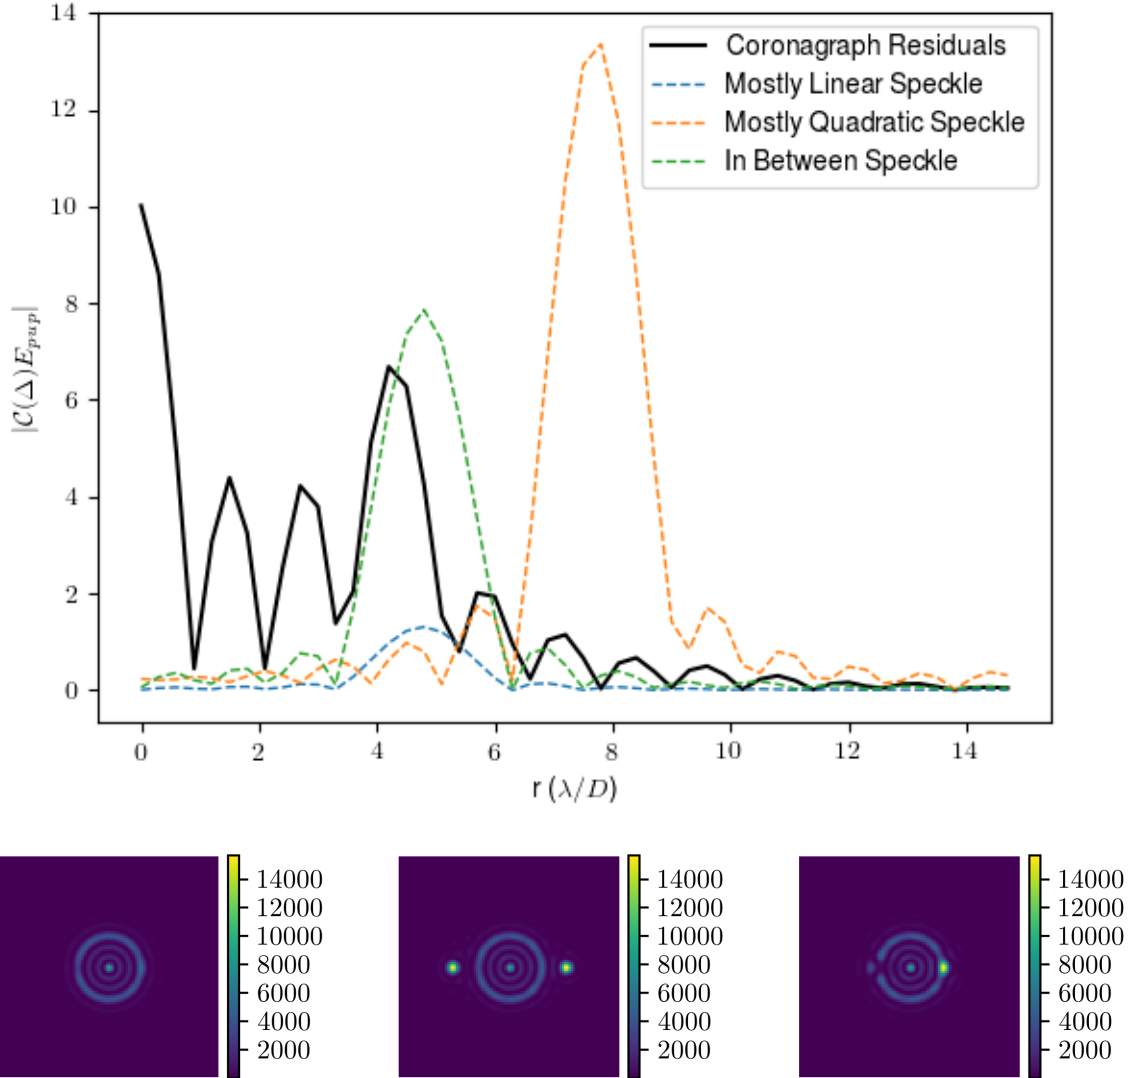 14
12
10
8
6
4
2
0
|𝒞(Δ)E_{pup}|
Coronagraph Residuals
Mostly Linear Speckle
Mostly Quadratic Speckle
In Between Speckle
0 2 4 6 8 10 12 14
r (λ/D)
14000 14000 14000
12000 12000 12000
10000 10000 10000
8000 8000 8000
6000 6000 6000
4000 4000 4000
2000 2000 2000